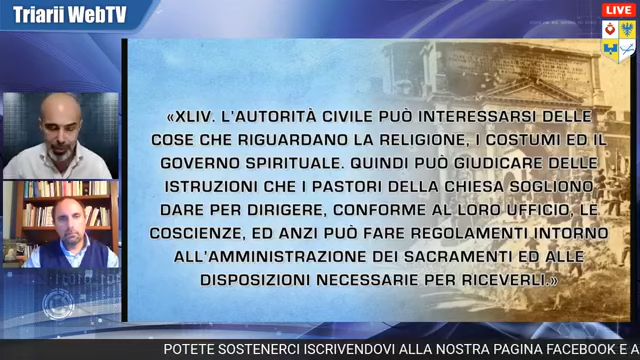 Triarii WebTV
LIVE
«XLIV. L'AUTORITÀ CIVILE PUÒ INTERESSARSI DELLE
COSE CHE RIGUARDANO LA RELIGIONE, I COSTUMI ED IL
GOVERNO SPIRITUALE. QUINDI PUÒ GIUDICARE DELLE
ISTRUZIONI CHE I PASTORI DELLA CHIESA SOGLIONO
DARE PER DIRIGERE, CONFORME AL LORO UFFICIO, LE
COSCIENZE, ED ANZI PUÒ FARE REGOLAMENTI INTORNO
ALL'AMMINISTRAZIONE DEI SACRAMENTI ED ALLE
DISPOSIZIONI NECESSARIE PER RICEVERLI.»
POTETE SOSTENERCI ISCRIVENDOVI ALLA NOSTRA PAGINA FACEBOOK E A